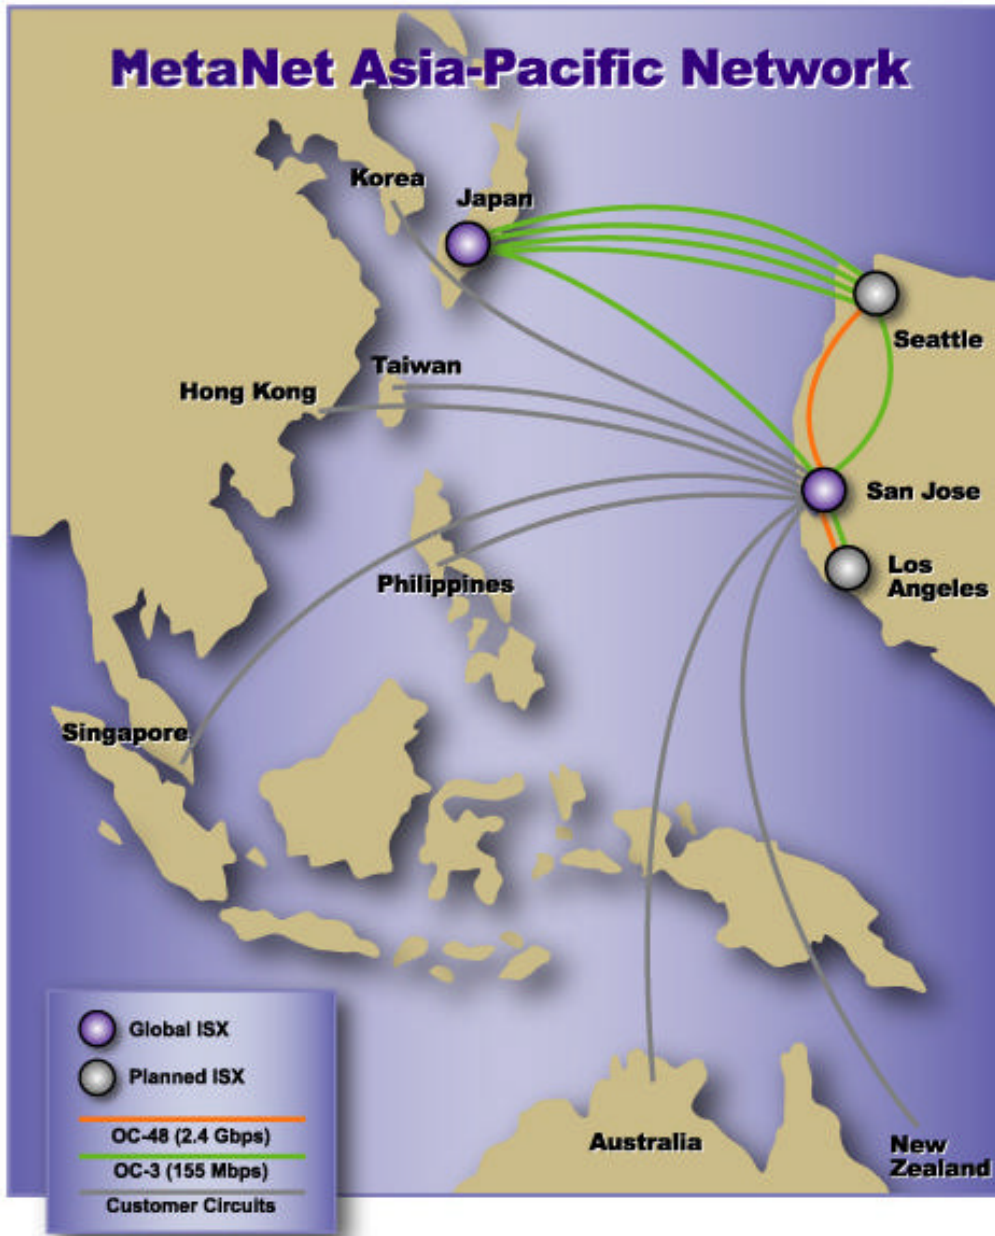 MetaNet Asia-Pacific Network
Korea
Japan
Seattle
Taiwan
Hong Kong
San Jose
Los
Angeles
Philippines
Singapore
Global ISX
Planned ISX
OC-48 (2.4 Gbps)
OC-3 (155 Mbps)
Customer Circuits
Australia
New
Zealand